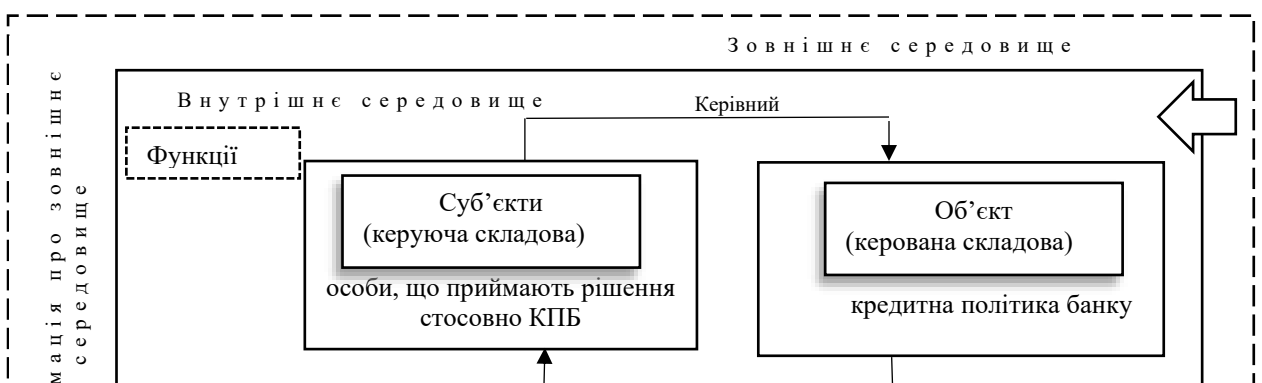 Зовнішнє середовище
Внутрішнє середовище
Керівний
Функції
Суб’єкти
(керуюча складова)
особи, що приймають рішення
стосовно КПБ
Об’єкт
(керована складова)
кредитна політика банку
про зовнішнє
середовище